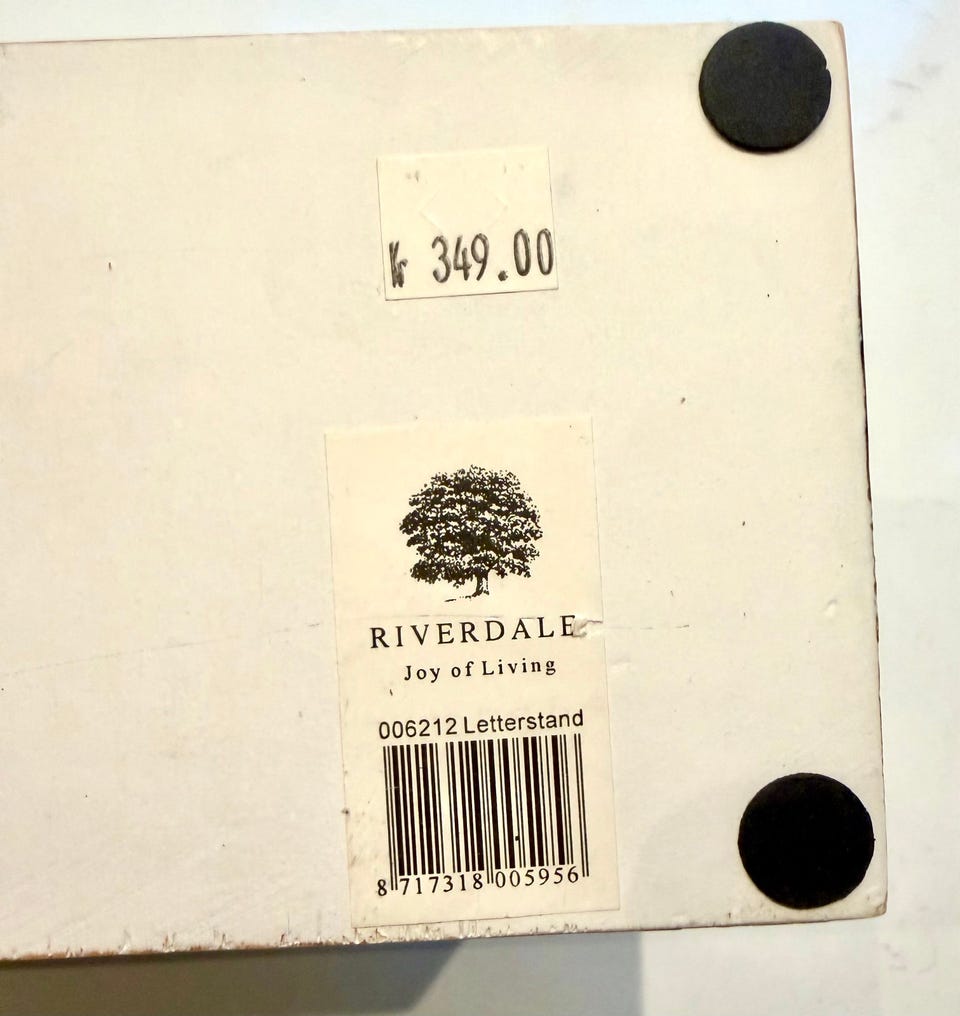 kr 349.00
RIVERDALE
Joy of Living
006212 Letterstand
8 717318 005956